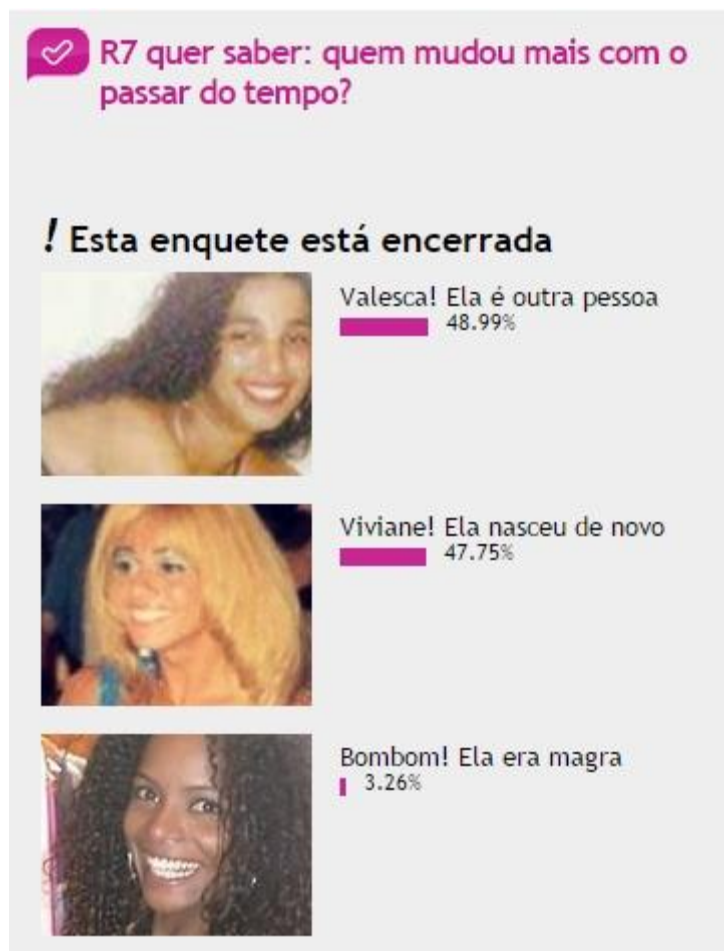 R7 quer saber: quem mudou mais com o
passar do tempo?
! Esta enquete está encerrada
Valesca! Ela é outra pessoa
48.99%
Viviane! Ela nasceu de novo
47.75%
Bombom! Ela era magra
3.26%